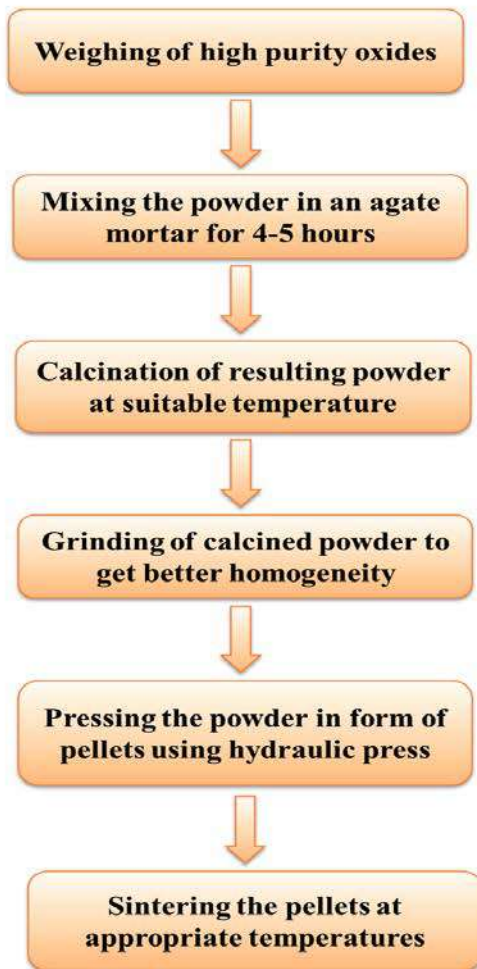 Weighing of high purity oxides
Mixing the powder in an agate
mortar for 4-5 hours
Calcination of resulting powder
at suitable temperature
Grinding of calcined powder to
get better homogeneity
Pressing the powder in form of
pellets using hydraulic press
Sintering the pellets at
appropriate temperatures